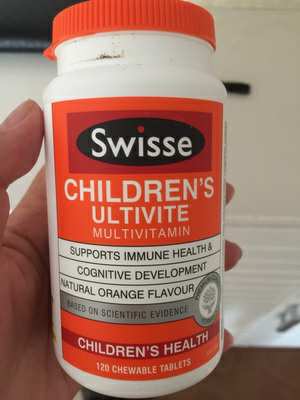 Swisse
CHILDREN'S
ULTIVITE
MULTIVITAMIN
SUPPORTS IMMUNE HEALTH &
COGNITIVE DEVELOPMENT
NATURAL ORANGE FLAVOUR
BASED ON SCIENTIFIC EVIDENCE
CHILDREN'S HEALTH
120 CHEWABLE TABLETS